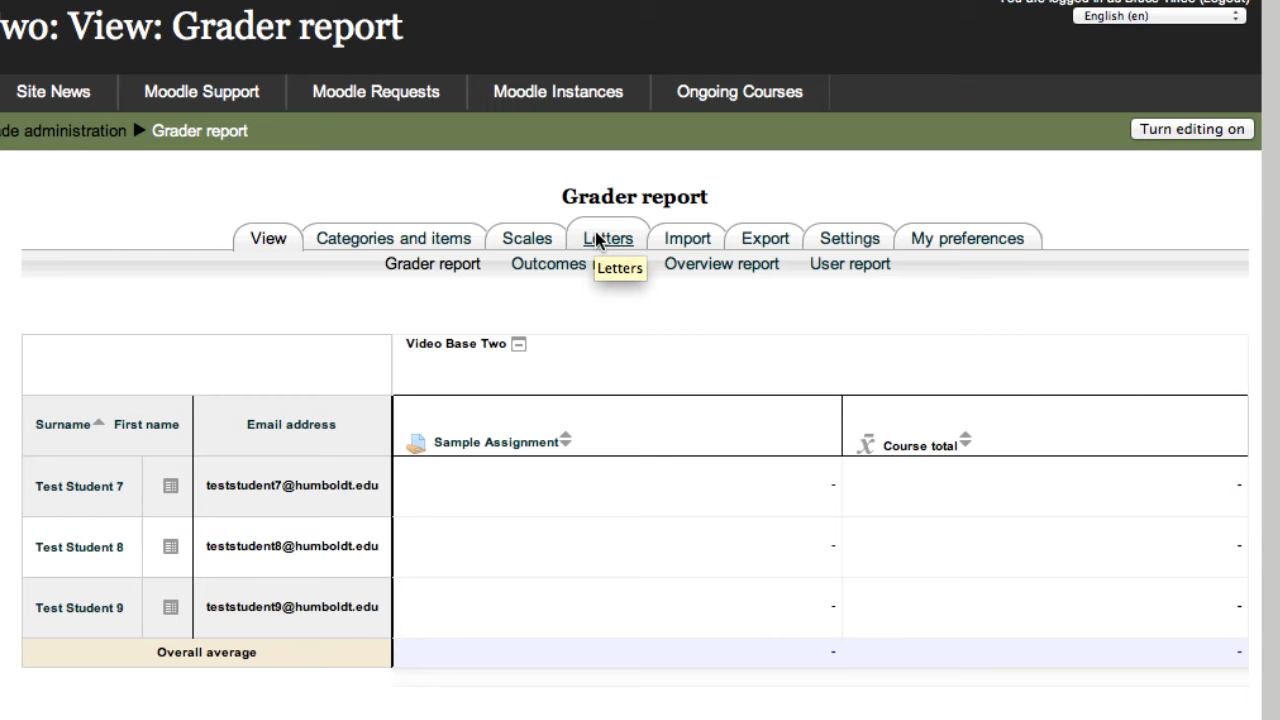 wo: View: Grader report
English (en)
Site News Moodle Support Moodle Requests Moodle Instances Ongoing Courses
de administration ▶ Grader report
Turn editing on
Grader report
View Categories and items Scales Letters Import Export Settings My preferences
Grader report Outcomes Overview report User report
Letters
Video Base Two
Surname First name Email address Sample Assignment Course total
Test Student 7 teststudent7@humboldt.edu - -
Test Student 8 teststudent8@humboldt.edu - -
Test Student 9 teststudent9@humboldt.edu - -
Overall average - -